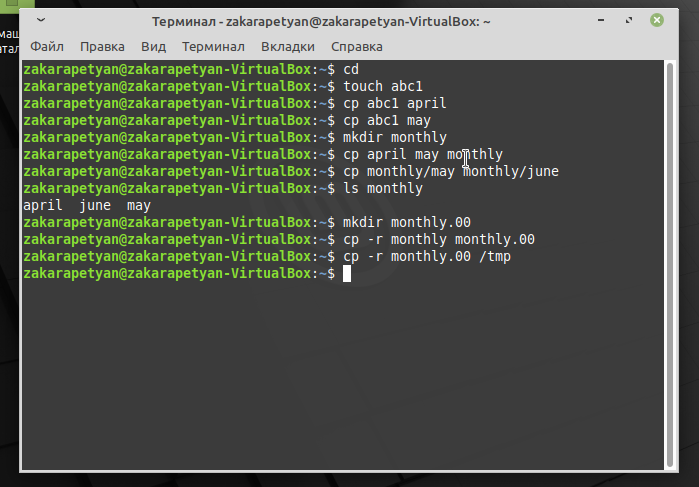 Терминал - zakarapetyan@zakarapetyan-VirtualBox: ~
Файл Правка Вид Терминал Вкладки Справка
zakarapetyan@zakarapetyan-VirtualBox:~$ cd
zakarapetyan@zakarapetyan-VirtualBox:~$ touch abc1
zakarapetyan@zakarapetyan-VirtualBox:~$ cp abc1 april
zakarapetyan@zakarapetyan-VirtualBox:~$ cp abc1 may
zakarapetyan@zakarapetyan-VirtualBox:~$ mkdir monthly
zakarapetyan@zakarapetyan-VirtualBox:~$ cp april may monthly
zakarapetyan@zakarapetyan-VirtualBox:~$ cp monthly/may monthly/june
zakarapetyan@zakarapetyan-VirtualBox:~$ ls monthly
april june may
zakarapetyan@zakarapetyan-VirtualBox:~$ mkdir monthly.00
zakarapetyan@zakarapetyan-VirtualBox:~$ cp -r monthly monthly.00
zakarapetyan@zakarapetyan-VirtualBox:~$ cp -r monthly.00 /tmp
zakarapetyan@zakarapetyan-VirtualBox:~$